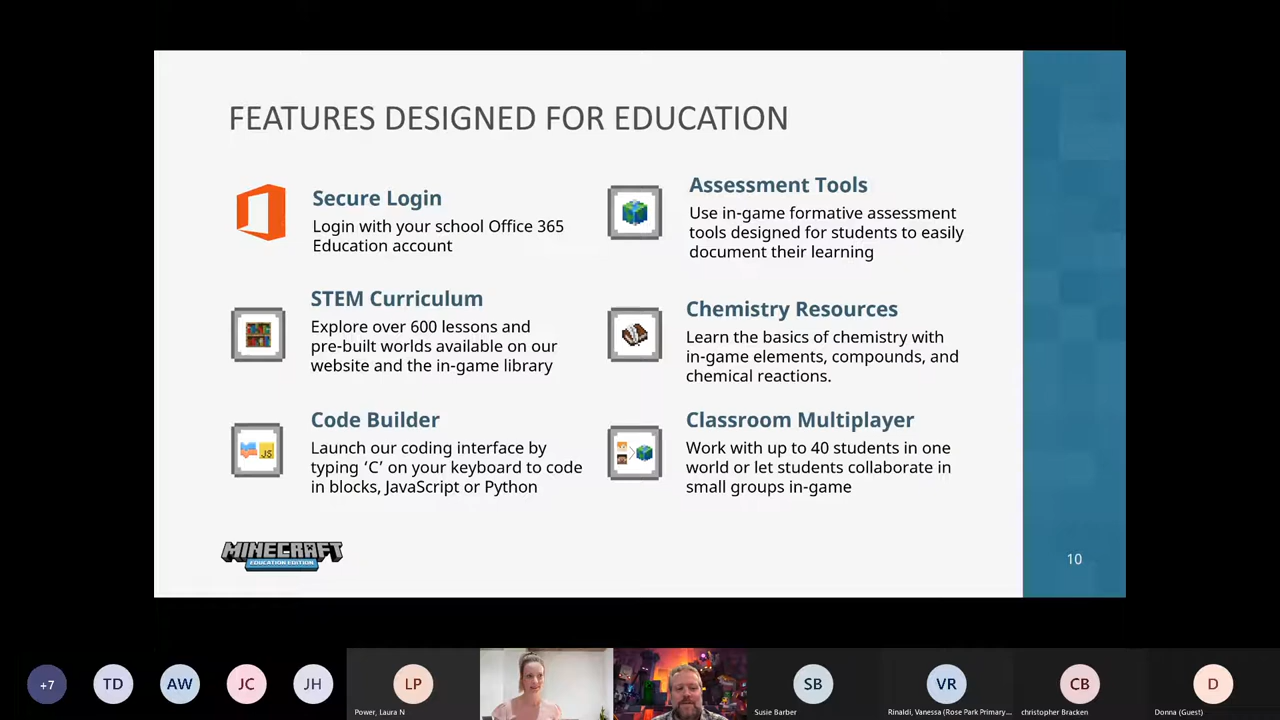 FEATURES DESIGNED FOR EDUCATION
Secure Login
Login with your school Office 365
Education account
Assessment Tools
Use in-game formative assessment
tools designed for students to easily
document their learning
STEM Curriculum
Explore over 600 lessons and
pre-built worlds available on our
website and the in-game library
Chemistry Resources
Learn the basics of chemistry with
in-game elements, compounds, and
chemical reactions.
Code Builder
Launch our coding interface by
typing ‘C’ on your keyboard to code
in blocks, JavaScript or Python
JS
Classroom Multiplayer
Work with up to 40 students in one
world or let students collaborate in
small groups in-game
MINECRAFT
EDUCATION EDITION
10
+7
TD
AW
JC
JH
LP
Power, Laura N
SB
Susie Barber
VR
Rinaldi, Vanessa (Rose Park Primary...
CB
christopher Bracken
D
Donna (Guest)